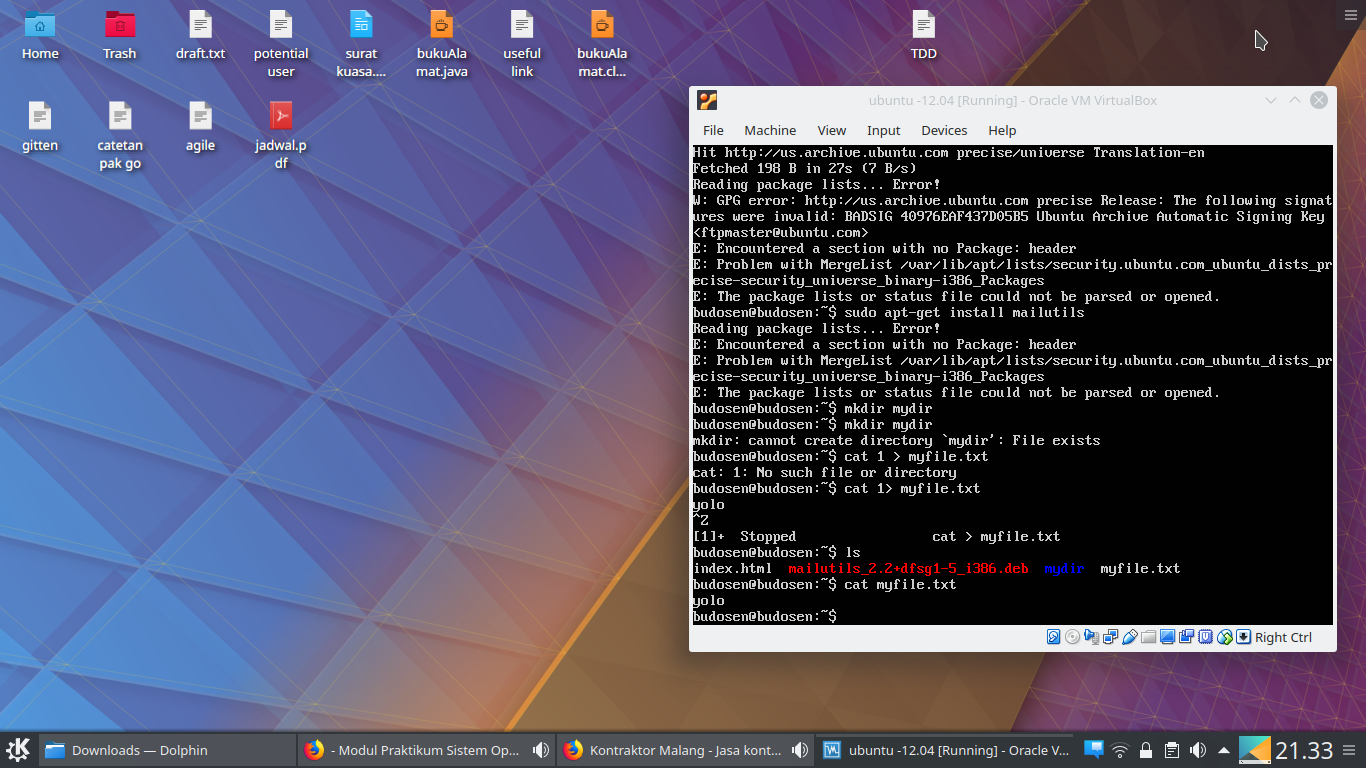 Home
Trash
draft.txt
potential
user
surat
kuasa....
bukuAla
mat.java
useful
link
bukuAla
mat.cl...
TDD
gitten
catetan
pak go
agile
jadwal.p
df
ubuntu -12.04 [Running] - Oracle VM VirtualBox
File Machine View Input Devices Help
Hit http://us.archive.ubuntu.com precise/universe Translation-en
Fetched 198 B in 27s (7 B/s)
Reading package lists... Error!
W: GPG error: http://us.archive.ubuntu.com precise Release: The following signat
ures were invalid: BADSIG 40976EAF437D05B5 Ubuntu Archive Automatic Signing Key
<ftpmaster@ubuntu.com>
E: Encountered a section with no Package: header
E: Problem with MergeList /var/lib/apt/lists/security.ubuntu.com_ubuntu_dists_pr
ecise-security_universe_binary-i386_Packages
E: The package lists or status file could not be parsed or opened.
budosen@budosen:~$ sudo apt-get install mailutils
Reading package lists... Error!
E: Encountered a section with no Package: header
E: Problem with MergeList /var/lib/apt/lists/security.ubuntu.com_ubuntu_dists_pr
ecise-security_universe_binary-i386_Packages
E: The package lists or status file could not be parsed or opened.
budosen@budosen:~$ mkdir mydir
budosen@budosen:~$ mkdir mydir
mkdir: cannot create directory `mydir': File exists
budosen@budosen:~$ cat 1 > myfile.txt
cat: 1: No such file or directory
budosen@budosen:~$ cat 1> myfile.txt
yolo
^Z
[1]+  Stopped                 cat > myfile.txt
budosen@budosen:~$ ls
index.html  mailutils_2.2+dfsg1-5_i386.deb  mydir  myfile.txt
budosen@budosen:~$ cat myfile.txt
yolo
budosen@budosen:~$
Right Ctrl
Downloads — Dolphin
- Modul Praktikum Sistem Op...
Kontraktor Malang - Jasa kont...
ubuntu -12.04 [Running] - Oracle V...
21.33